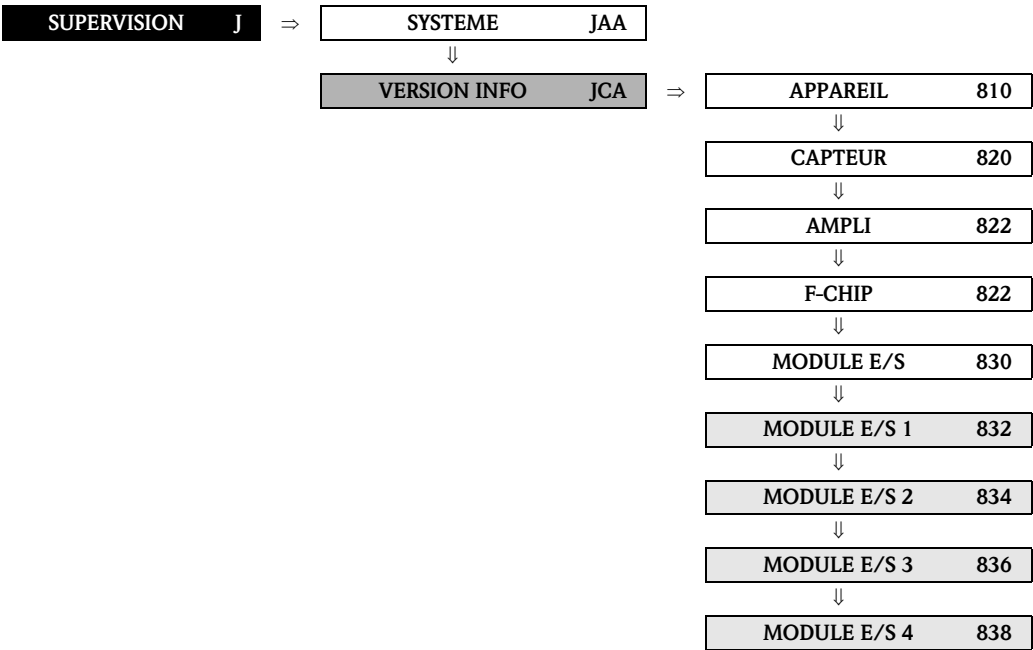 SUPERVISION J ⇒ SYSTEME JAA
⇓
VERSION INFO JCA ⇒ APPAREIL 810
⇓
CAPTEUR 820
⇓
AMPLI 822
⇓
F-CHIP 822
⇓
MODULE E/S 830
⇓
MODULE E/S 1 832
⇓
MODULE E/S 2 834
⇓
MODULE E/S 3 836
⇓
MODULE E/S 4 838